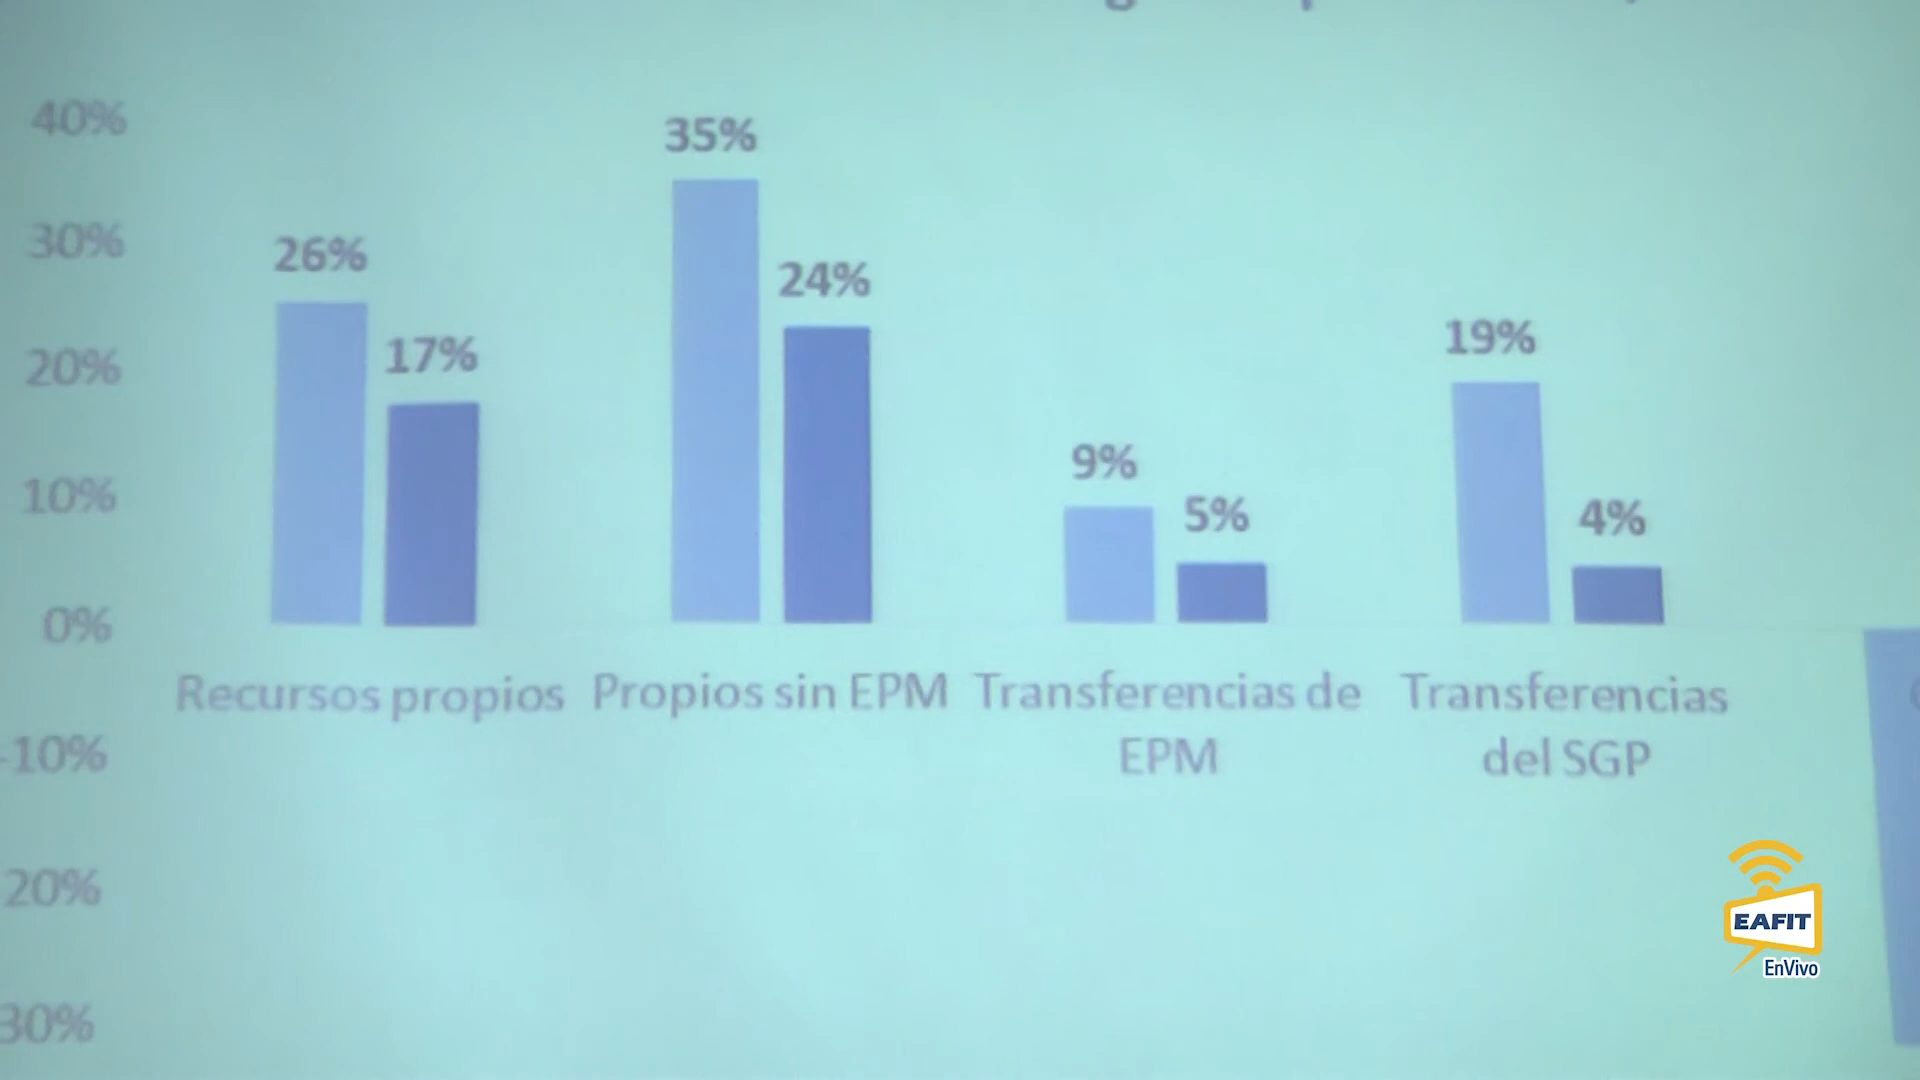 40%
30%
20%
10%
0%
-10%
20%
30%
26%
17%
35%
24%
9%
5%
19%
4%
Recursos propios
Propios sin EPM
Transferencias de
EPM
Transferencias
del SGP
EAFIT
EnVivo